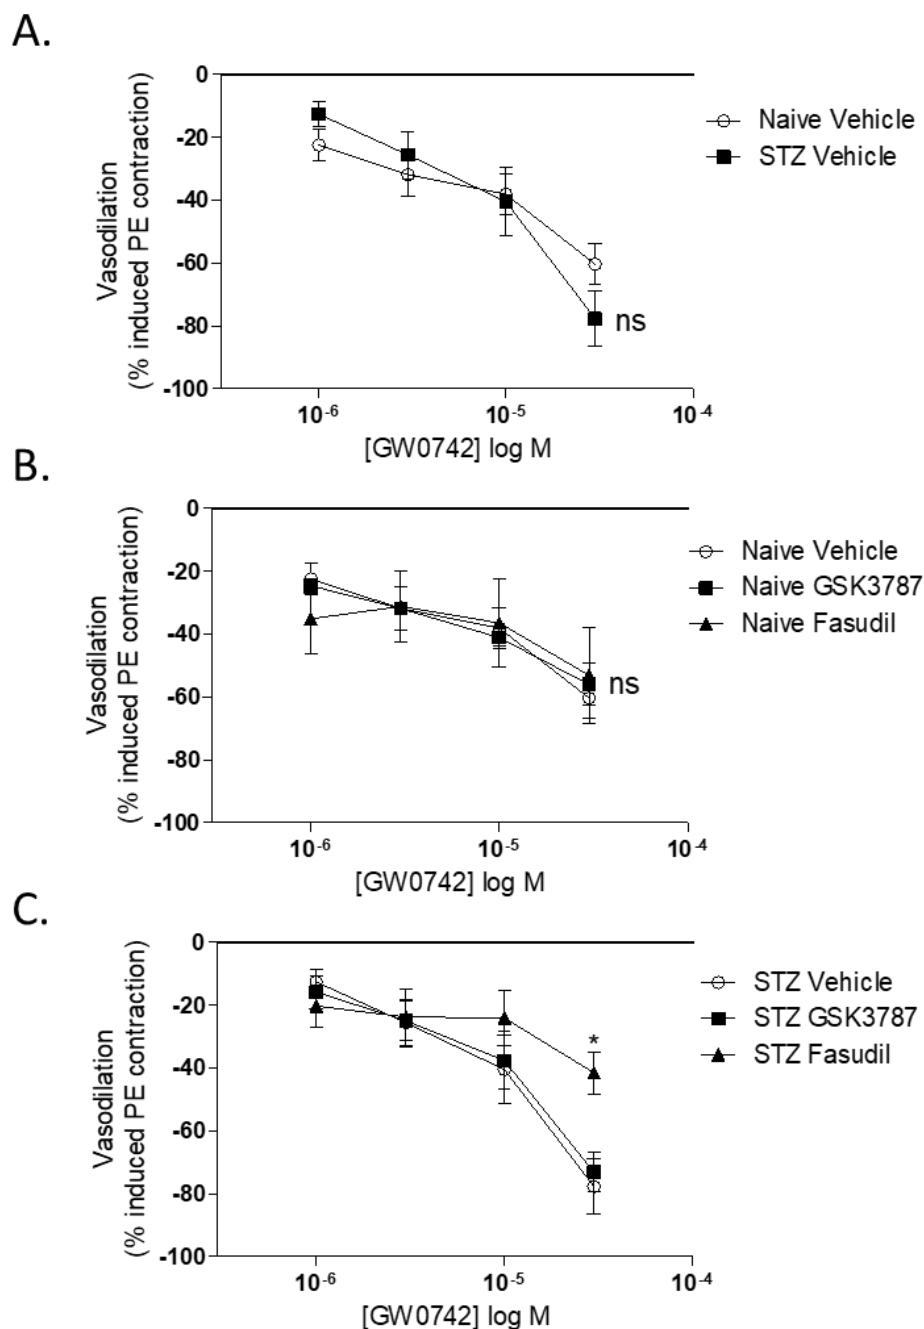 A.
0
-20
-40
-60
-80
-100
Vasodilation
(% induced PE contraction)
Naive Vehicle
STZ Vehicle
ns
10-6
10-5
10-4
[GW0742] log M
B.
0
-20
-40
-60
-80
-100
Vasodilation
(% induced PE contraction)
Naive Vehicle
Naive GSK3787
Naive Fasudil
ns
10-6
10-5
10-4
[GW0742] log M
C.
0
-20
-40
-60
-80
-100
Vasodilation
(% induced PE contraction)
STZ Vehicle
STZ GSK3787
STZ Fasudil
*
10-6
10-5
10-4
[GW0742] log M